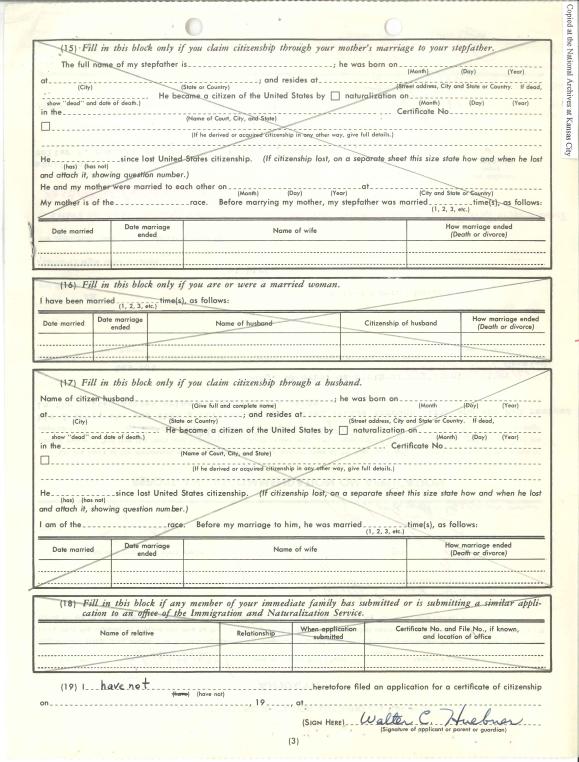 Copied at the National Archives at Kansas City
(15) Fill in this block only if you claim citizenship through your mother's marriage to your stepfather.
The full name of my stepfather is ; he was born on
(Month) (Day) (Year)
at ; and resides at
(City) (State or Country) (Street address, City and State or Country. If dead,
He became a citizen of the United States by naturalization on
show "dead" and date of death.) (Month) (Day) (Year)
in the Certificate No.
(Name of Court, City, and State)
(If he derived or acquired citizenship in any other way, give full details.)
He since lost United States citizenship. (If citizenship lost, on a separate sheet this size state how and when he lost
(has) (has not)
and attach it, showing question number.)
He and my mother were married to each other on at
(Month) (Day) (Year) (City and State or Country)
My mother is of the race. Before marrying my mother, my stepfather was married time(s), as follows:
(1, 2, 3, etc.)
Date married Date marriage ended Name of wife How marriage ended (Death or divorce)
(16) Fill in this block only if you are or were a married woman.
I have been married time(s), as follows:
(1, 2, 3, etc.)
Date married Date marriage ended Name of husband Citizenship of husband How marriage ended (Death or divorce)
(17) Fill in this block only if you claim citizenship through a husband.
Name of citizen husband ; he was born on
(Give full and complete name) (Month (Day) (Year)
at ; and resides at
(City) (State or Country) (Street address, City and State or Country. If dead,
He became a citizen of the United States by naturalization on
show "dead" and date of death.) (Month) (Day) (Year)
in the Certificate No.
(Name of Court, City, and State)
(If he derived or acquired citizenship in any other way, give full details.)
He since lost United States citizenship. (If citizenship lost, on a separate sheet this size state how and when he lost
(has) (has not)
and attach it, showing question number.)
I am of the race. Before my marriage to him, he was married time(s), as follows:
(1, 2, 3, etc.)
Date married Date marriage ended Name of wife How marriage ended (Death or divorce)
(18) Fill in this block if any member of your immediate family has submitted or is submitting a similar appli-
cation to an office of the Immigration and Naturalization Service.
Name of relative Relationship When application submitted Certificate No. and File No., if known, and location of office
(19) I have not heretofore filed an application for a certificate of citizenship
(have) (have not)
on , 19 , at
(SIGN HERE) Walter C. Huebner
(Signature of applicant or parent or guardian)
(3)